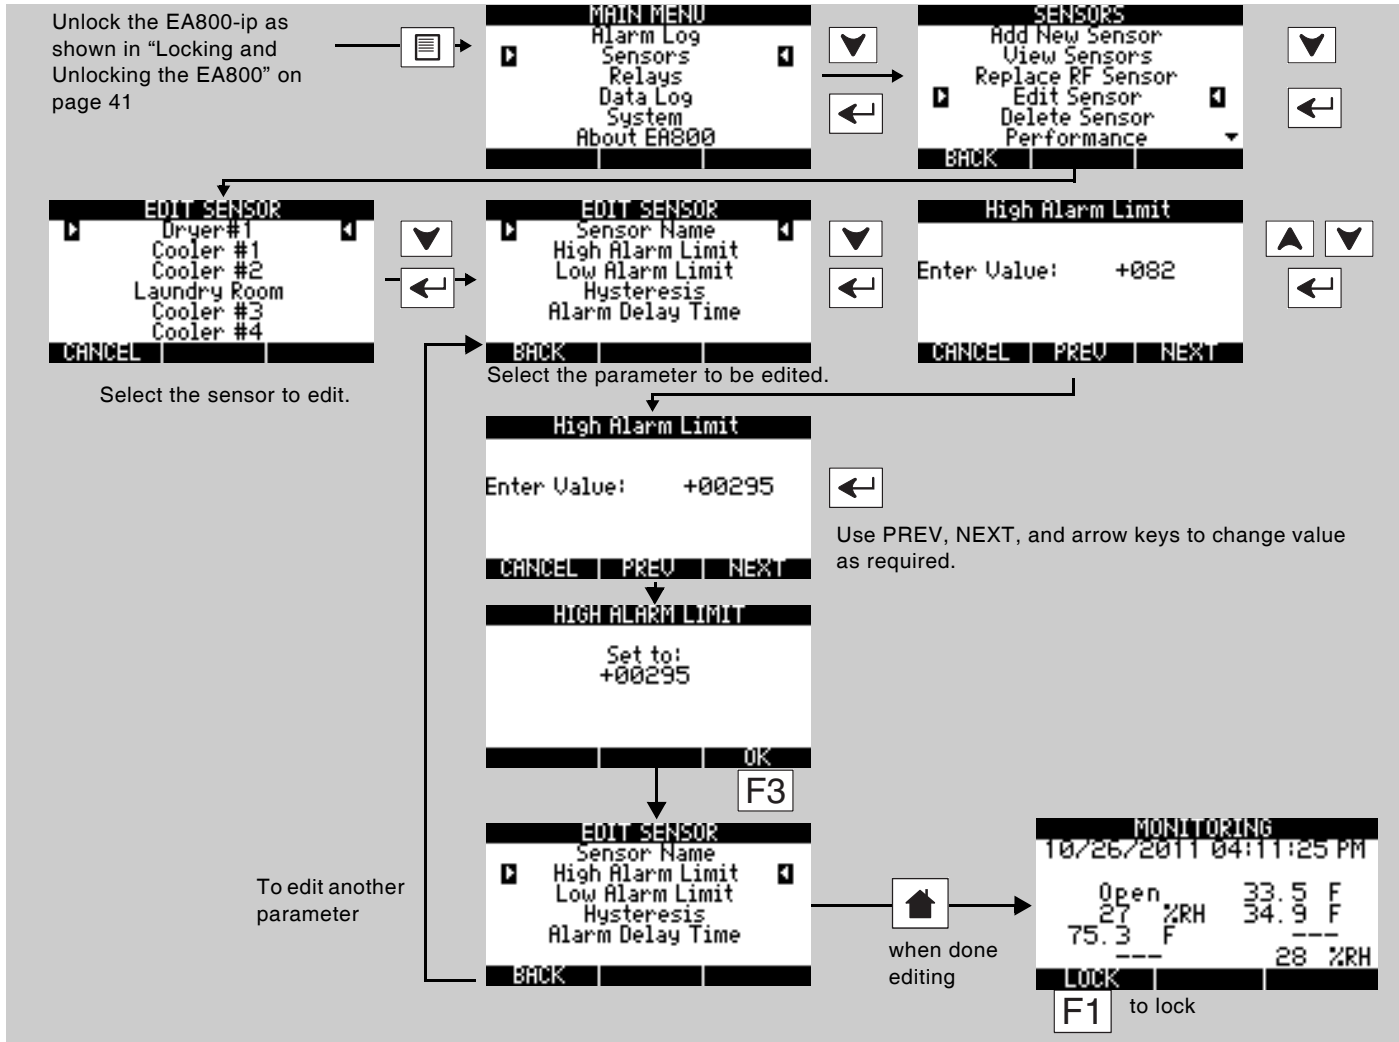 Unlock the EA800-ip as
shown in “Locking and
Unlocking the EA800” on
page 41
MAIN MENU
Alarm Log
Sensors
Relays
Data Log
System
About EA800
SENSORS
Add New Sensor
View Sensors
Replace RF Sensor
Edit Sensor
Delete Sensor
Performance
BACK
EDIT SENSOR
Dryer#1
Cooler #1
Cooler #2
Laundry Room
Cooler #3
Cooler #4
CANCEL
Select the sensor to edit.
EDIT SENSOR
Sensor Name
High Alarm Limit
Low Alarm Limit
Hysteresis
Alarm Delay Time
BACK
Select the parameter to be edited.
High Alarm Limit
Enter Value: +082
CANCEL PREV NEXT
High Alarm Limit
Enter Value: +00295
CANCEL PREV NEXT
Use PREV, NEXT, and arrow keys to change value
as required.
HIGH ALARM LIMIT
Set to:
+00295
OK
F3
EDIT SENSOR
Sensor Name
High Alarm Limit
Low Alarm Limit
Hysteresis
Alarm Delay Time
BACK
To edit another
parameter
when done
editing
MONITORING
10/26/2011 04:11:25 PM
Open 33.5 F
27 %RH 34.9 F
75.3 F ---
--- 28 %RH
LOCK
F1 to lock